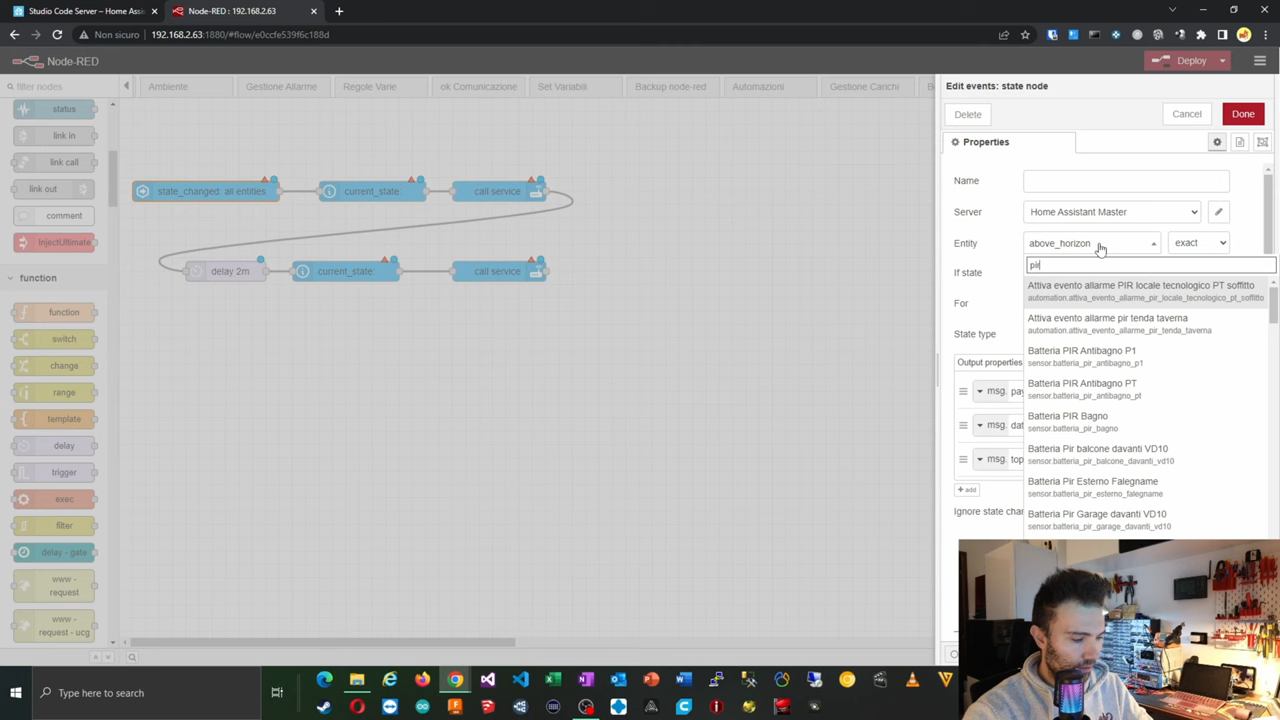 Studio Code Server – Home Assi
Node-RED : 192.168.2.63
Non sicuro
192.168.2.63:1880/#flow/e0ccfe539f6c188d
Node-RED
Deploy
filter nodes
Ambiente
Gestione Allarme
Regole Varie
ok Comunicazione
Set Variabili
Backup node-red
Automazioni
Gestione Carichi
status
link in
link call
link out
comment
InjectUltimate
function
function
switch
change
range
template
delay
trigger
exec
filter
delay - gate
www -
request
www -
request - ucg
state_changed: all entities
current_state:
call service
delay 2m
current_state:
call service
Edit events: state node
Delete
Cancel
Done
Properties
Name
Server
Home Assistant Master
Entity
above_horizon
exact
pir
If state
For
State type
Output properties
msg. pay
msg. dat
msg. top
add
Ignore state chan
Attiva evento allarme PIR locale tecnologico PT soffitto
automation.attiva_evento_allarme_pir_locale_tecnologico_pt_soffitto
Attiva evento allarme pir tenda taverna
automation.attiva_evento_allarme_pir_tenda_taverna
Batteria PIR Antibagno P1
sensor.batteria_pir_antibagno_p1
Batteria PIR Antibagno PT
sensor.batteria_pir_antibagno_pt
Batteria PIR Bagno
sensor.batteria_pir_bagno
Batteria Pir balcone davanti VD10
sensor.batteria_pir_balcone_davanti_vd10
Batteria Pir Esterno Falegname
sensor.batteria_pir_esterno_falegname
Batteria Pir Garage davanti VD10
sensor.batteria_pir_garage_davanti_vd10
Type here to search